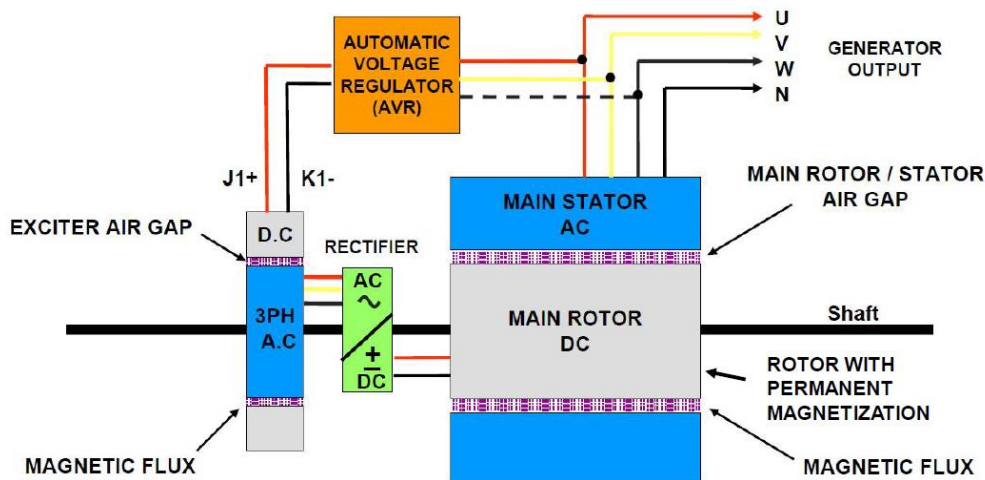 AUTOMATIC
VOLTAGE
REGULATOR
(AVR)
U
V
W
N
GENERATOR
OUTPUT
J1+
K1-
MAIN STATOR
AC
MAIN ROTOR / STATOR
AIR GAP
EXCITER AIR GAP
D.C
RECTIFIER
AC
3PH
A.C
+
DC
MAIN ROTOR
DC
Shaft
ROTOR WITH
PERMANENT
MAGNETIZATION
MAGNETIC FLUX
MAGNETIC FLUX